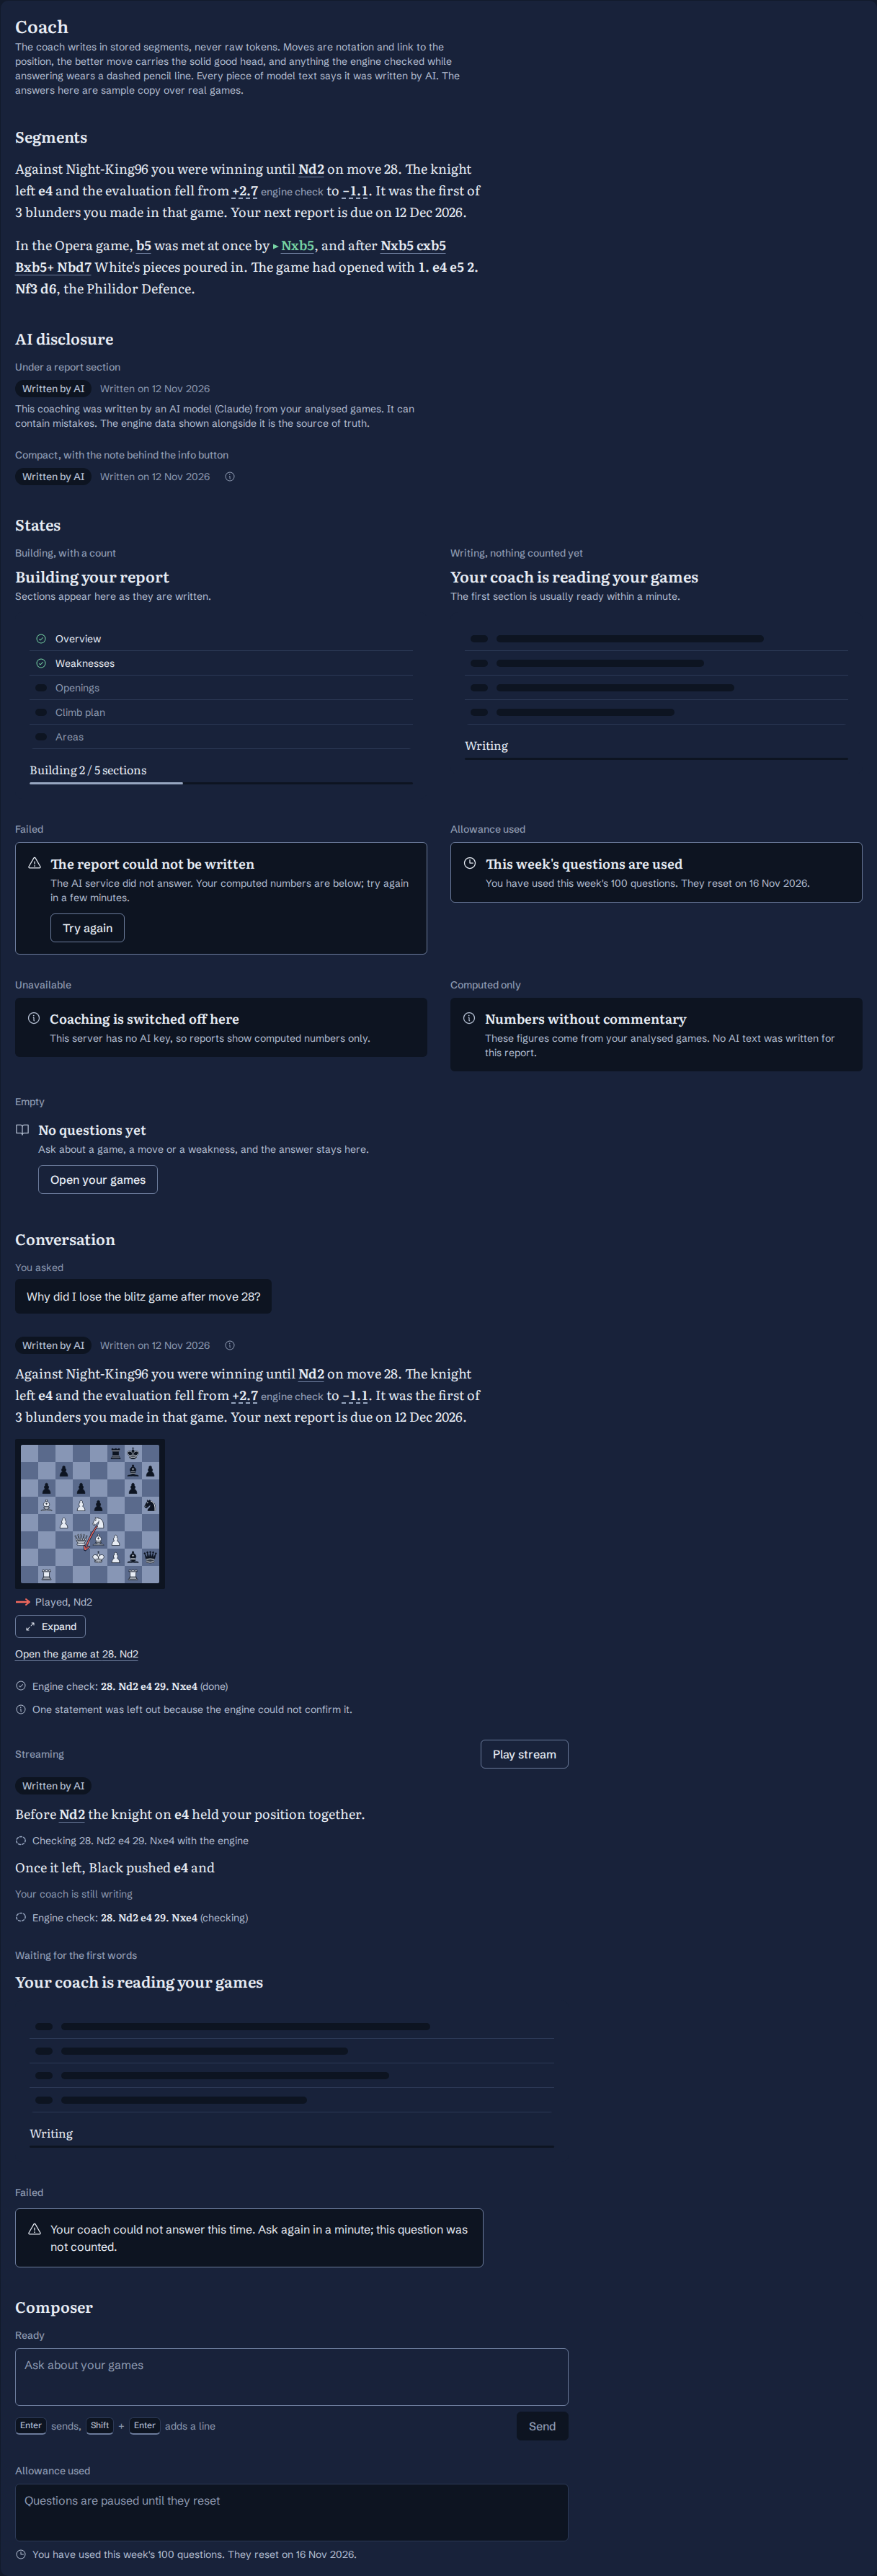 Coach
The coach writes in stored segments, never raw tokens. Moves are notation and link to the
position, the better move carries the solid good head, and anything the engine checked while
answering wears a dashed pencil line. Every piece of model text says it was written by AI. The
answers here are sample copy over real games.
Segments
Against Night-King96 you were winning until Nd2 on move 28. The knight
left e4 and the evaluation fell from +2.7 engine check to −1.1. It was the first of
3 blunders you made in that game. Your next report is due on 12 Dec 2026.
In the Opera game, b5 was met at once by ▸ Nxb5, and after Nxb5 cxb5
Bxb5+ Nbd7 White's pieces poured in. The game had opened with 1. e4 e5 2.
Nf3 d6, the Philidor Defence.
AI disclosure
Under a report section
Written by AI Written on 12 Nov 2026
This coaching was written by an AI model (Claude) from your analysed games. It can
contain mistakes. The engine data shown alongside it is the source of truth.
Compact, with the note behind the info button
Written by AI Written on 12 Nov 2026
States
Building, with a count
Building your report
Sections appear here as they are written.
Overview
Weaknesses
Openings
Climb plan
Areas
Building 2 / 5 sections
Writing, nothing counted yet
Your coach is reading your games
The first section is usually ready within a minute.
Writing
Failed
The report could not be written
The AI service did not answer. Your computed numbers are below; try again
in a few minutes.
Try again
Allowance used
This week's questions are used
You have used this week's 100 questions. They reset on 16 Nov 2026.
Unavailable
Coaching is switched off here
This server has no AI key, so reports show computed numbers only.
Computed only
Numbers without commentary
These figures come from your analysed games. No AI text was written for
this report.
Empty
No questions yet
Ask about a game, a move or a weakness, and the answer stays here.
Open your games
Conversation
You asked
Why did I lose the blitz game after move 28?
Written by AI Written on 12 Nov 2026
Against Night-King96 you were winning until Nd2 on move 28. The knight
left e4 and the evaluation fell from +2.7 engine check to −1.1. It was the first of
3 blunders you made in that game. Your next report is due on 12 Dec 2026.
Played, Nd2
Expand
Open the game at 28. Nd2
Engine check: 28. Nd2 e4 29. Nxe4 (done)
One statement was left out because the engine could not confirm it.
Streaming
Play stream
Written by AI
Before Nd2 the knight on e4 held your position together.
Checking 28. Nd2 e4 29. Nxe4 with the engine
Once it left, Black pushed e4 and
Your coach is still writing
Engine check: 28. Nd2 e4 29. Nxe4 (checking)
Waiting for the first words
Your coach is reading your games
Writing
Failed
Your coach could not answer this time. Ask again in a minute; this question was
not counted.
Composer
Ready
Ask about your games
Enter sends, Shift + Enter adds a line
Send
Allowance used
Questions are paused until they reset
You have used this week's 100 questions. They reset on 16 Nov 2026.